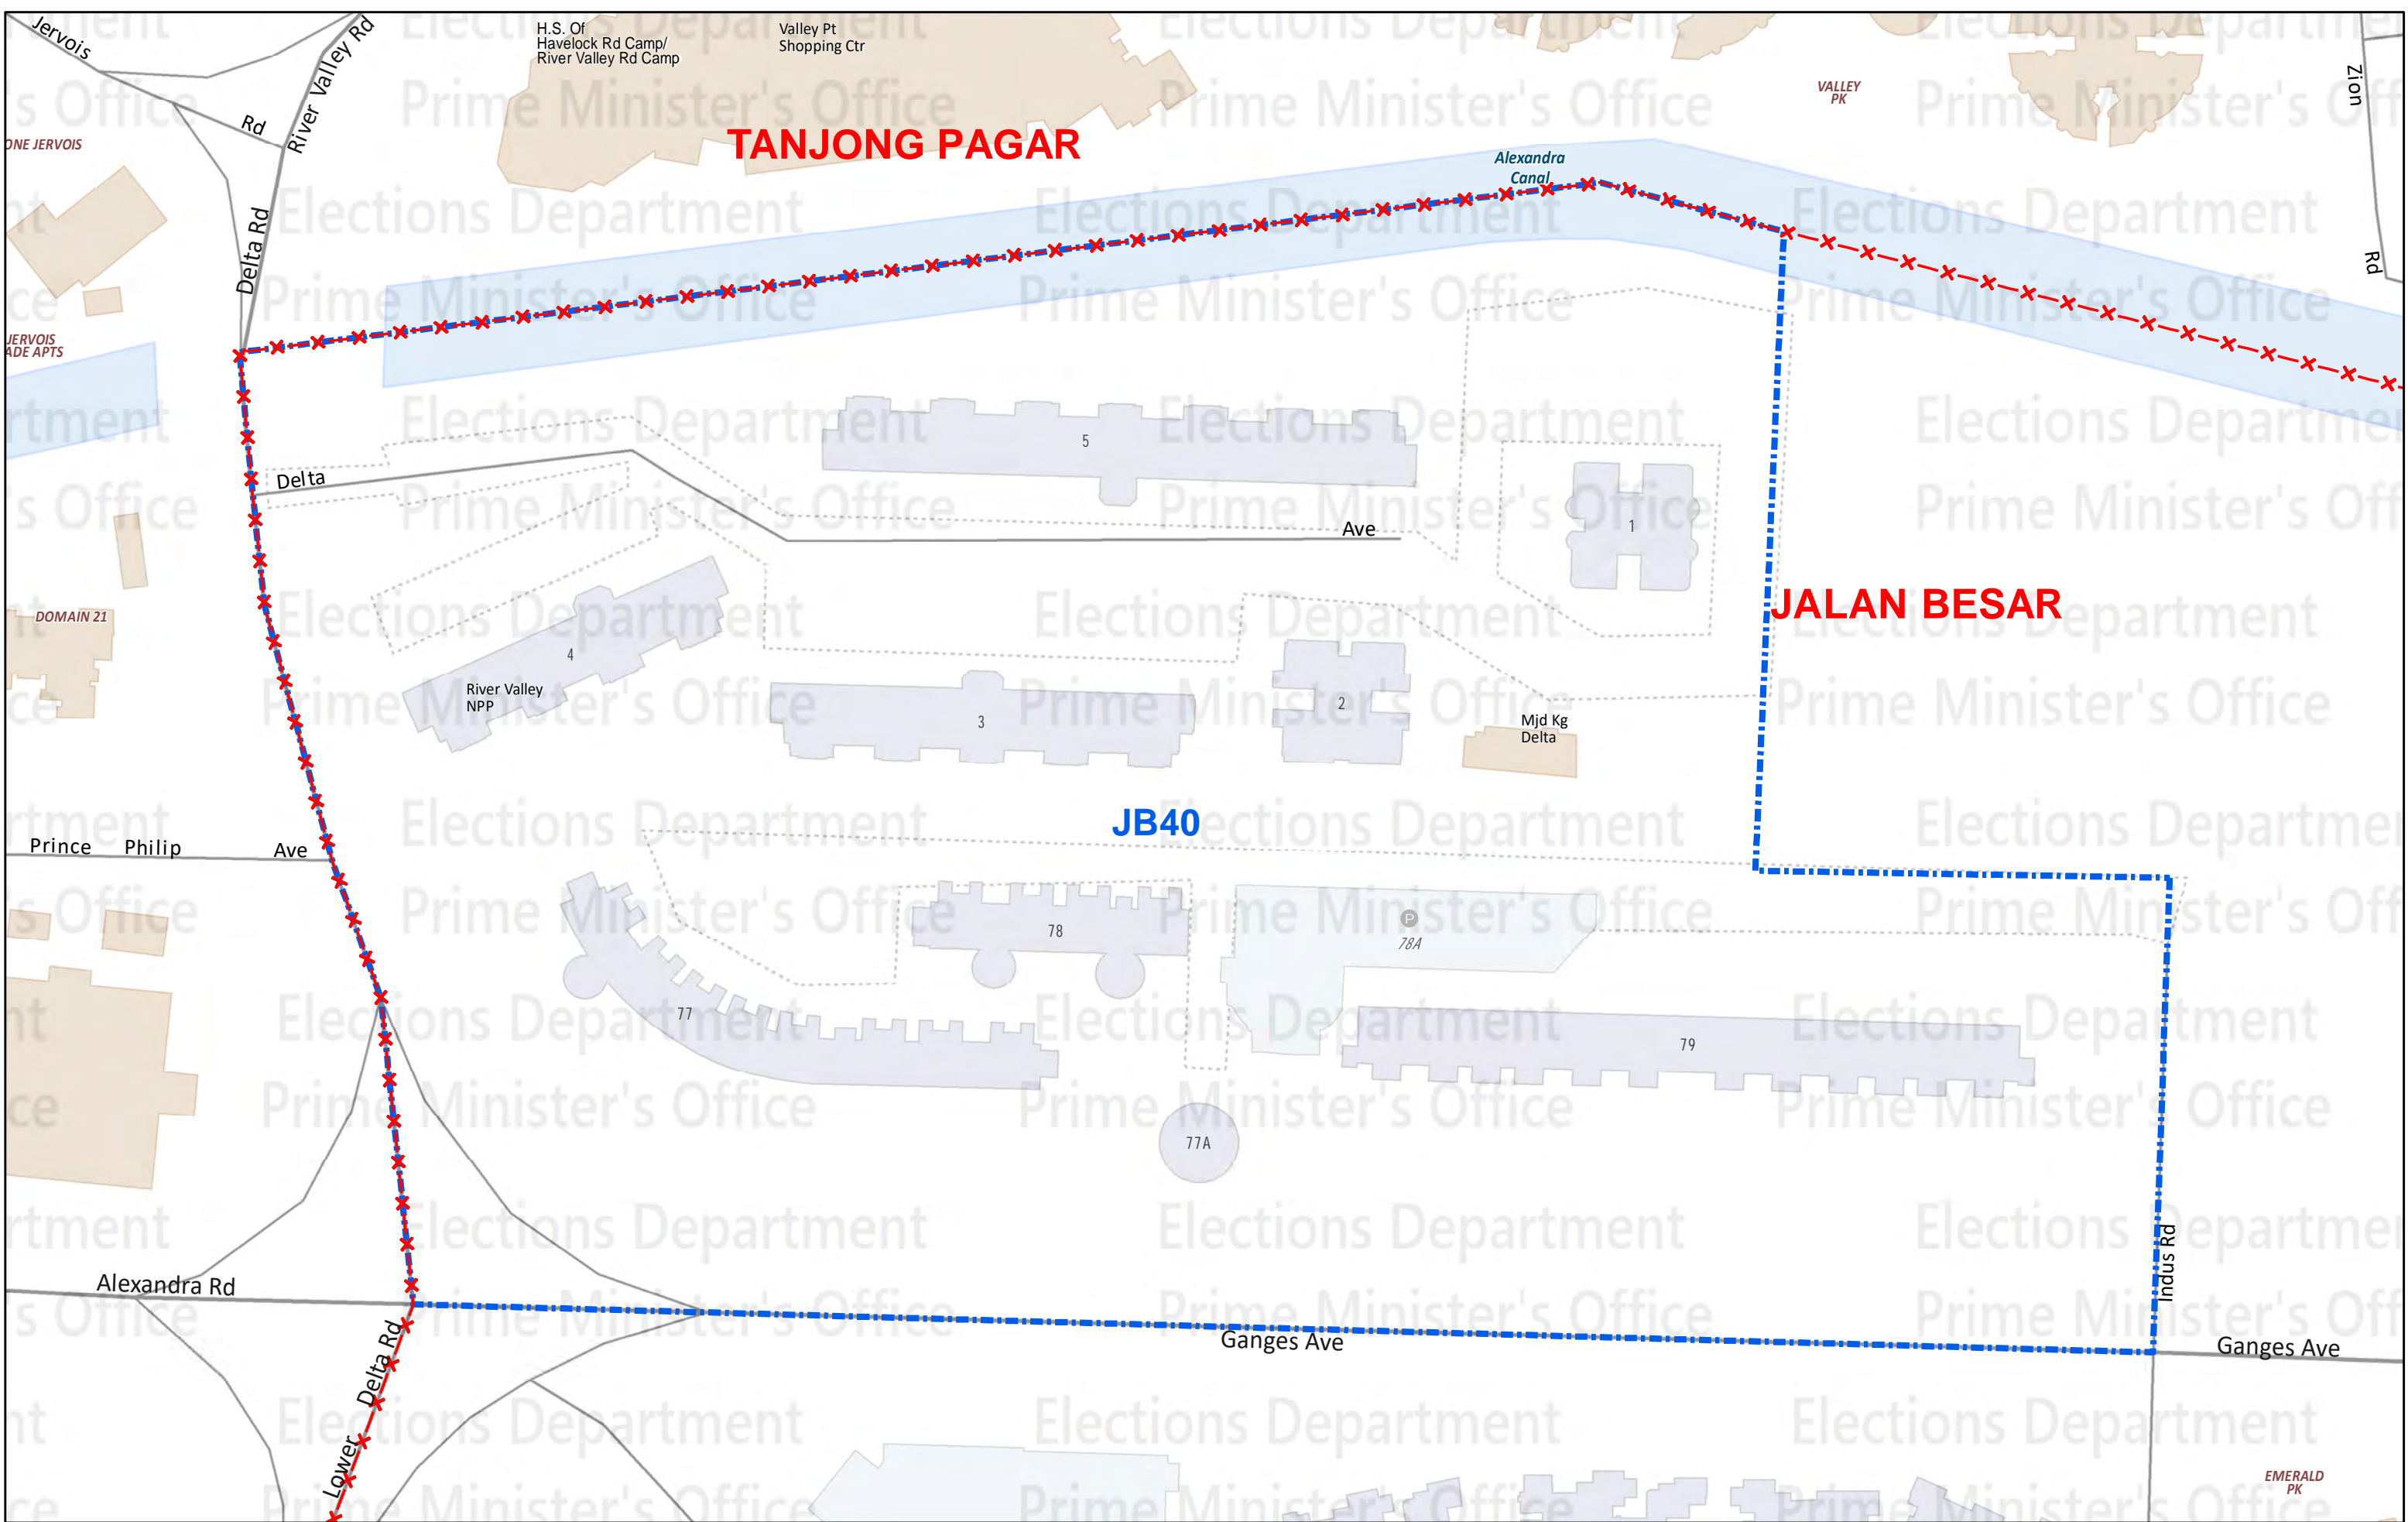 Jervois
Rd
River Valley Rd
H.S. Of
Havelock Rd Camp/
River Valley Rd Camp
Valley Pt
Shopping Ctr
TANJONG PAGAR
VALLEY
PK
Zion
Rd
ONE JERVOIS
Alexandra
Canal
Delta Rd
JERVOIS
ADE APTS
5
Delta
Ave
1
JALAN BESAR
DOMAIN 21
4
River Valley
NPP
3
2
Mjd Kg
Delta
JB40
Prince Philip Ave
78
P
78A
77
79
77A
Alexandra Rd
Lower Delta Rd
Ganges Ave
Indus Rd
Ganges Ave
EMERALD
PK
Elections Department
Prime Minister's Office